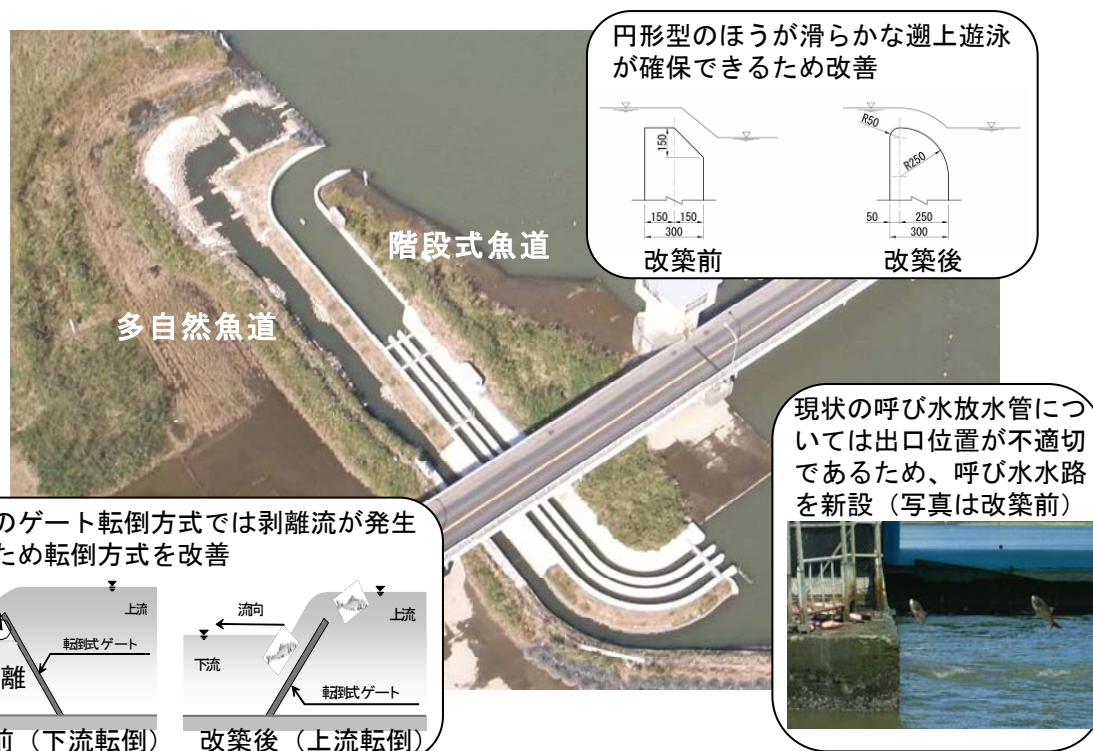 円形型のほうが滑らかな遡上遊泳
が確保できるため改善
R50
R250
150
150
150
300
50
250
300
改築前
改築後
階段式魚道
多自然魚道
現状の呼び水放水管につ
いては出口位置が不適切
であるため、呼び水水路
を新設（写真は改築前）
のゲート転倒方式では剥離流が発生
ため転倒方式を改善
上流
転倒式ゲート
離
前（下流転倒）
流向
上流
下流
転倒式ゲート
改築後（上流転倒）